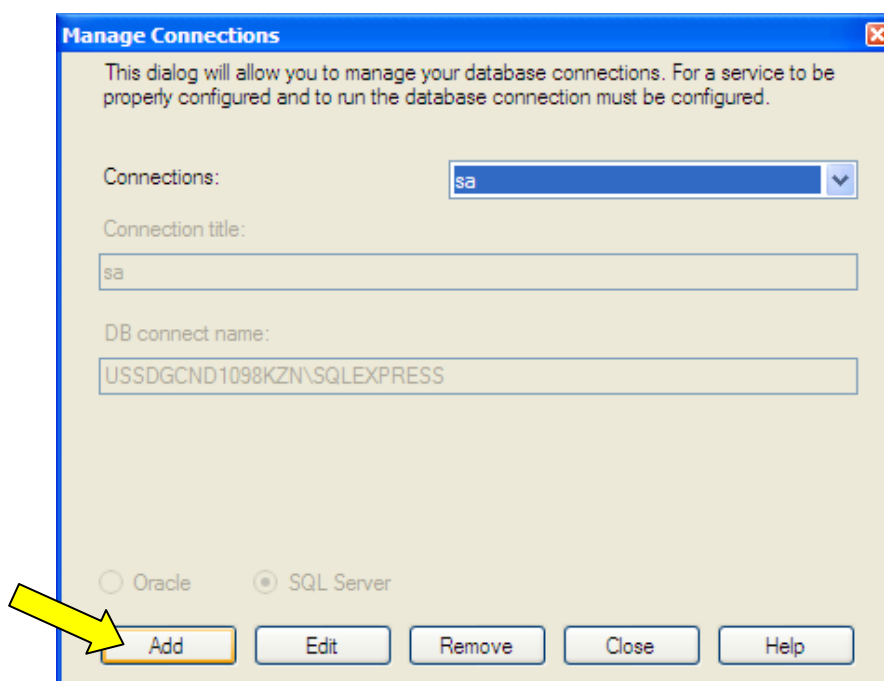 Manage Connections
This dialog will allow you to manage your database connections. For a service to be
properly configured and to run the database connection must be configured.
Connections:
sa
Connection title:
sa
DB connect name:
USSDGCND1098KZN\SQLEXPRESS
Oracle SQL Server
Add Edit Remove Close Help